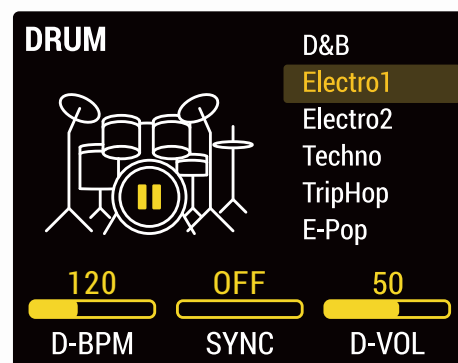 DRUM
D&B
Electro1
Electro2
Techno
TripHop
E-Pop
120 OFF 50
D-BPM SYNC D-VOL